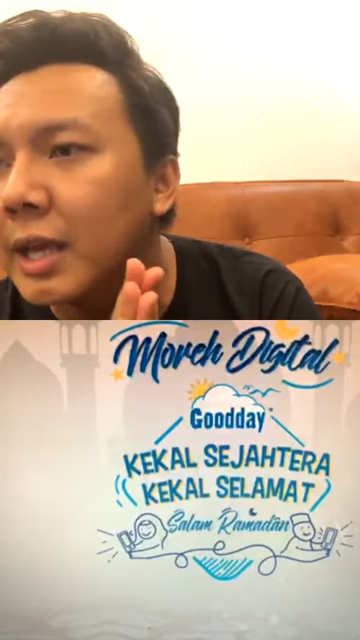 Moreh Digital
Goodday
KEKAL SEJAHTERA
KEKAL SELAMAT
Salam Ramadan